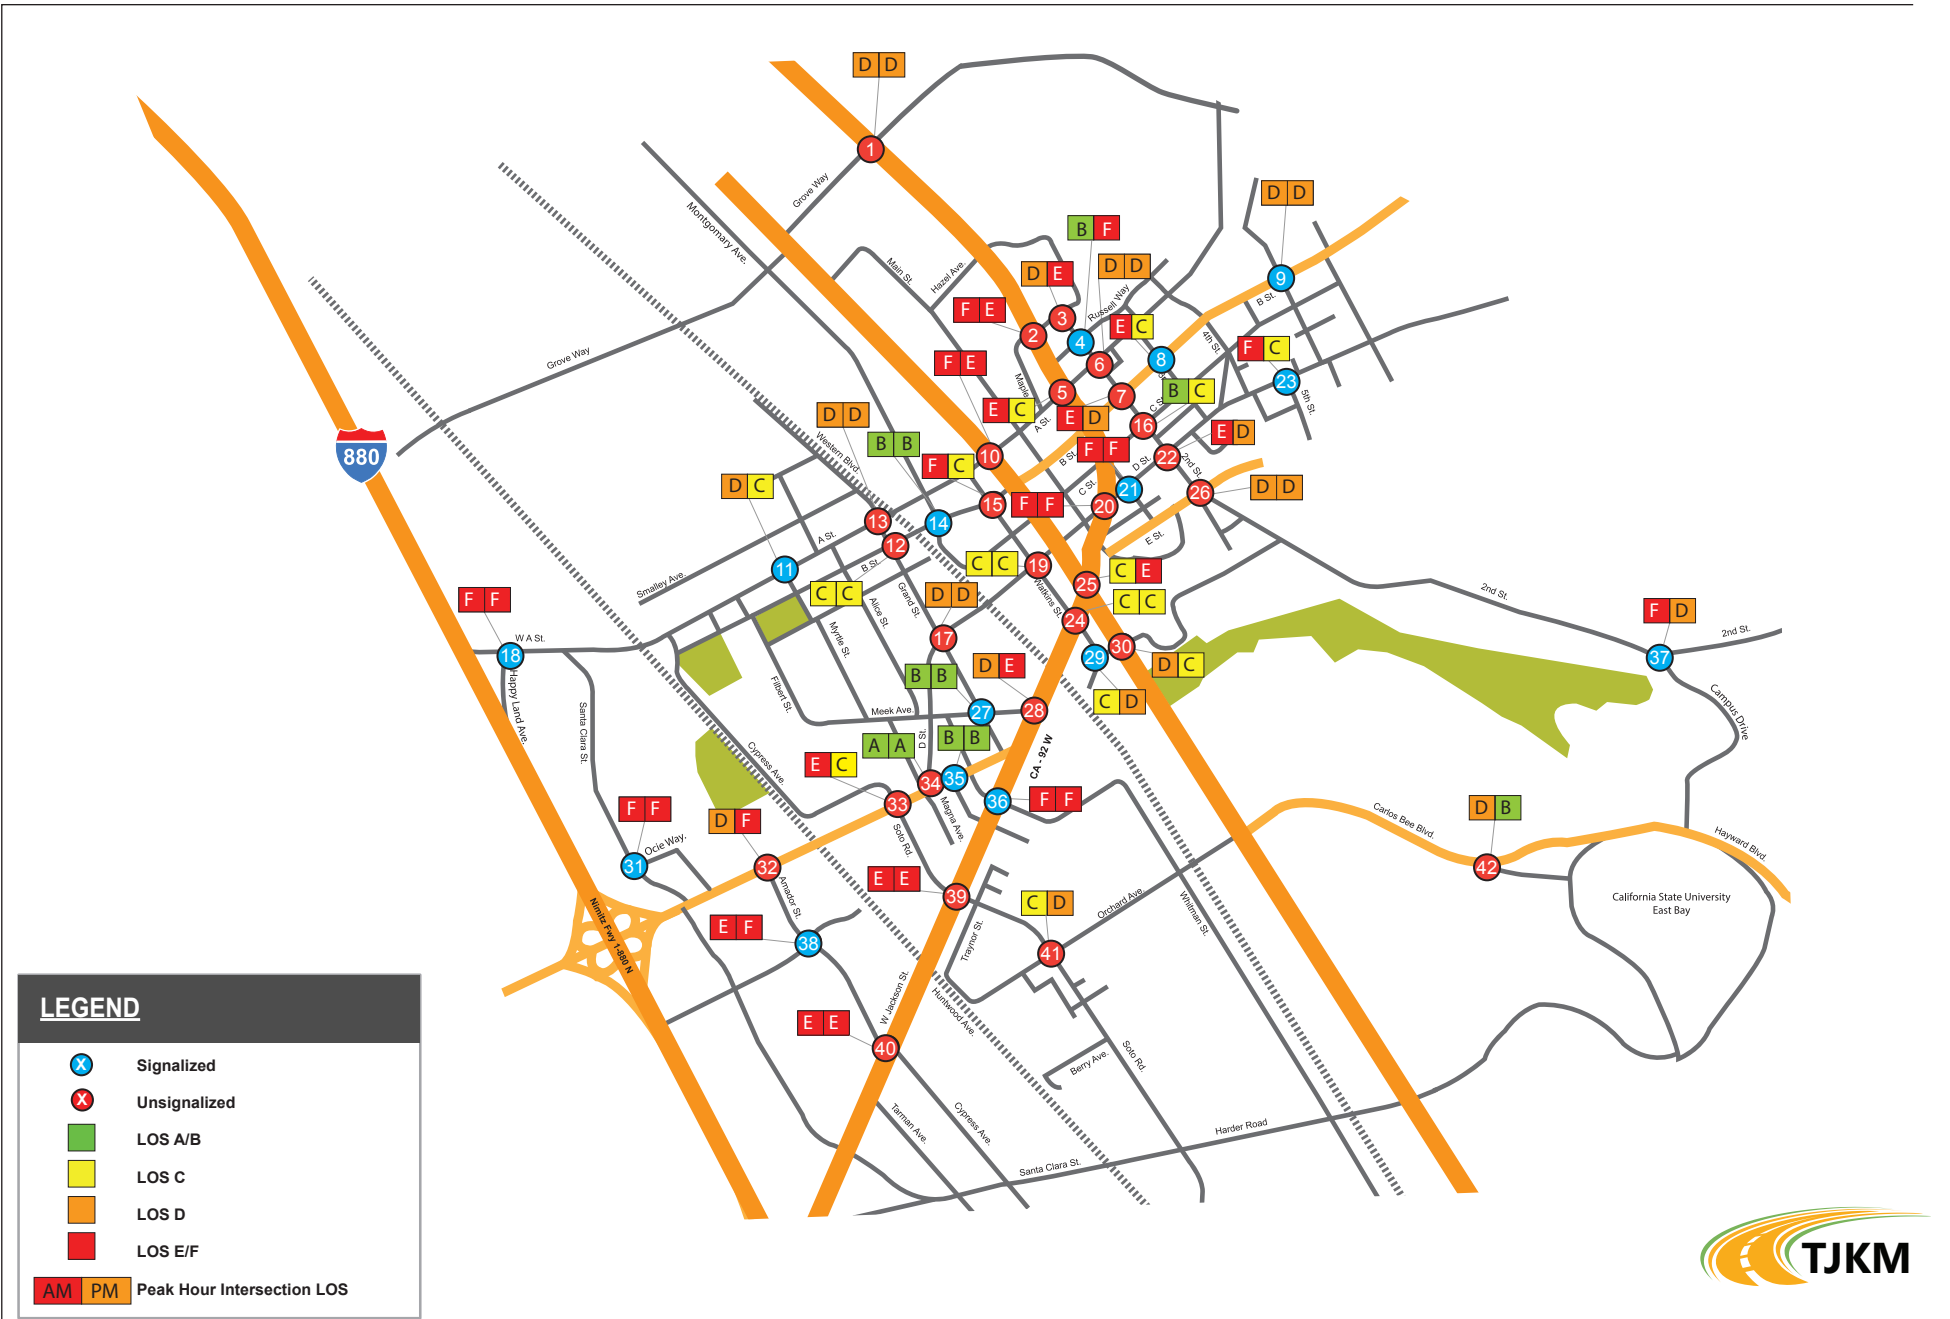 D D
1
Grove Way
Montgomary Ave.
D D
B F
9
B St.
Main St.
Hazel Ave.
D E
D D
Russell Way
F E
3
2
4
E C
4th St.
F C
Grove Way
F E
6
8
23
5th St.
Maple
5
7
B C
C St.
E C
E D
A St.
16
D D
Western Blvd.
B B
E D
880
F C
10
B St.
F F
D St.
22
2nd St.
D C
C St.
21
26
D D
15
F F
20
13
14
A St.
12
E St.
11
B St.
C C
19
C E
25
Smalley Ave.
C C
Grand St.
D D
Watkins St.
C C
2nd St.
F F
Alice St.
24
F D
W A St.
Myrtle St.
17
30
2nd St.
18
29
D C
37
Happy Land Ave.
Filbert St.
B B
D E
C D
Campus Drive
Santa Clara St.
Meek Ave.
27
28
D St.
A A
B B
CA - 92 W
Cypress Ave.
E C
34
35
33
36
F F
Magna Ave.
F F
D F
Soto Rd.
Carlos Bee Blvd.
D B
Hayward Blvd.
Ocie Way.
31
32
42
Amador St.
E E
39
Orchard Ave.
Whitman St.
California State University
East Bay
Nimitz Fwy 1-880 N
E F
38
C D
Traynor St.
41
W Jackson St.
Huntwood Ave.
E E
40
Soto Rd.
Berry Ave.
Tarman Ave.
Cypress Ave.
Harder Road
Santa Clara St.
LEGEND
X Signalized
X Unsignalized
LOS A/B
LOS C
LOS D
LOS E/F
AM PM Peak Hour Intersection LOS
TJKM